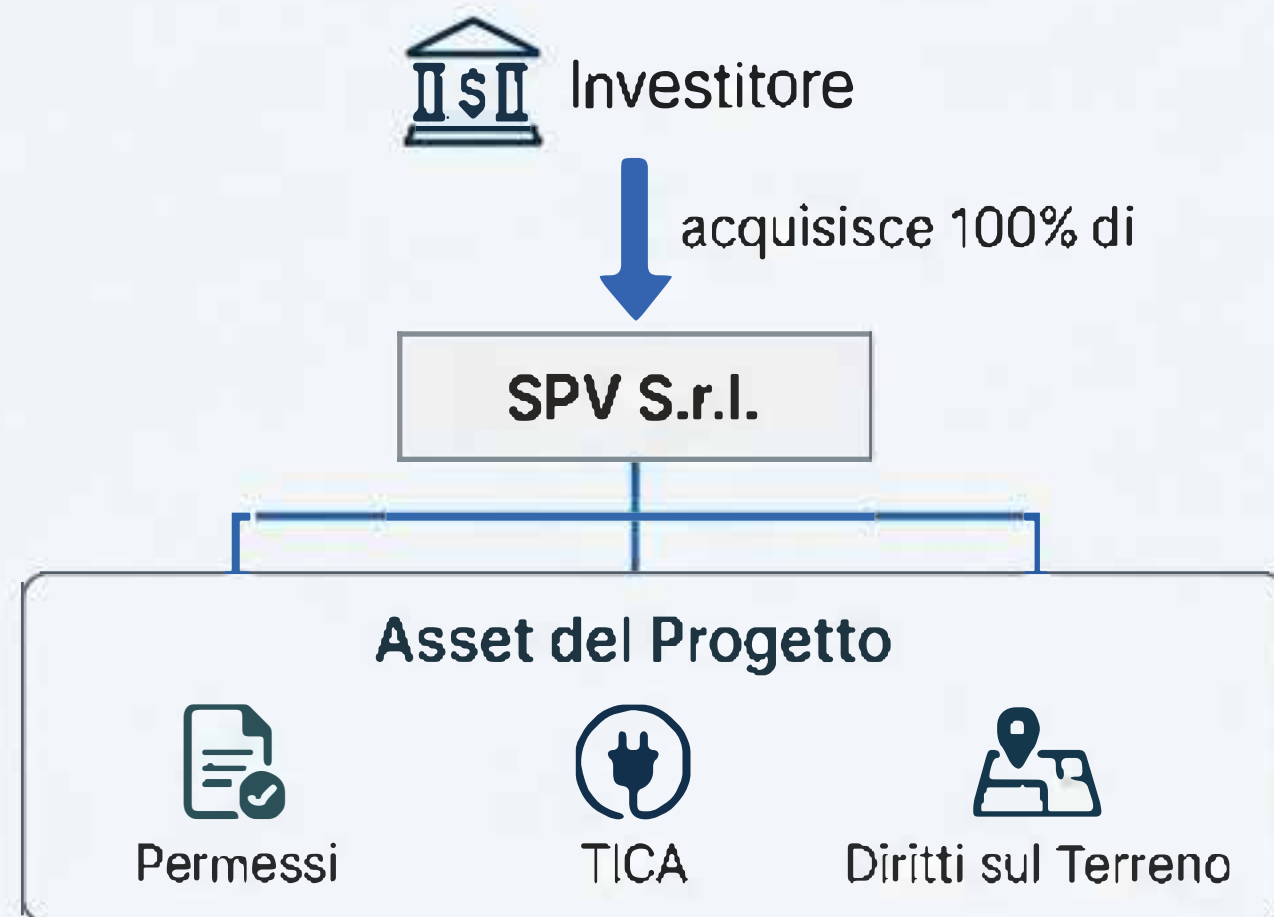 Investitore
acquisisce 100% di
SPV S.r.l.
Asset del Progetto
Permessi
TICA
Diritti sul Terreno